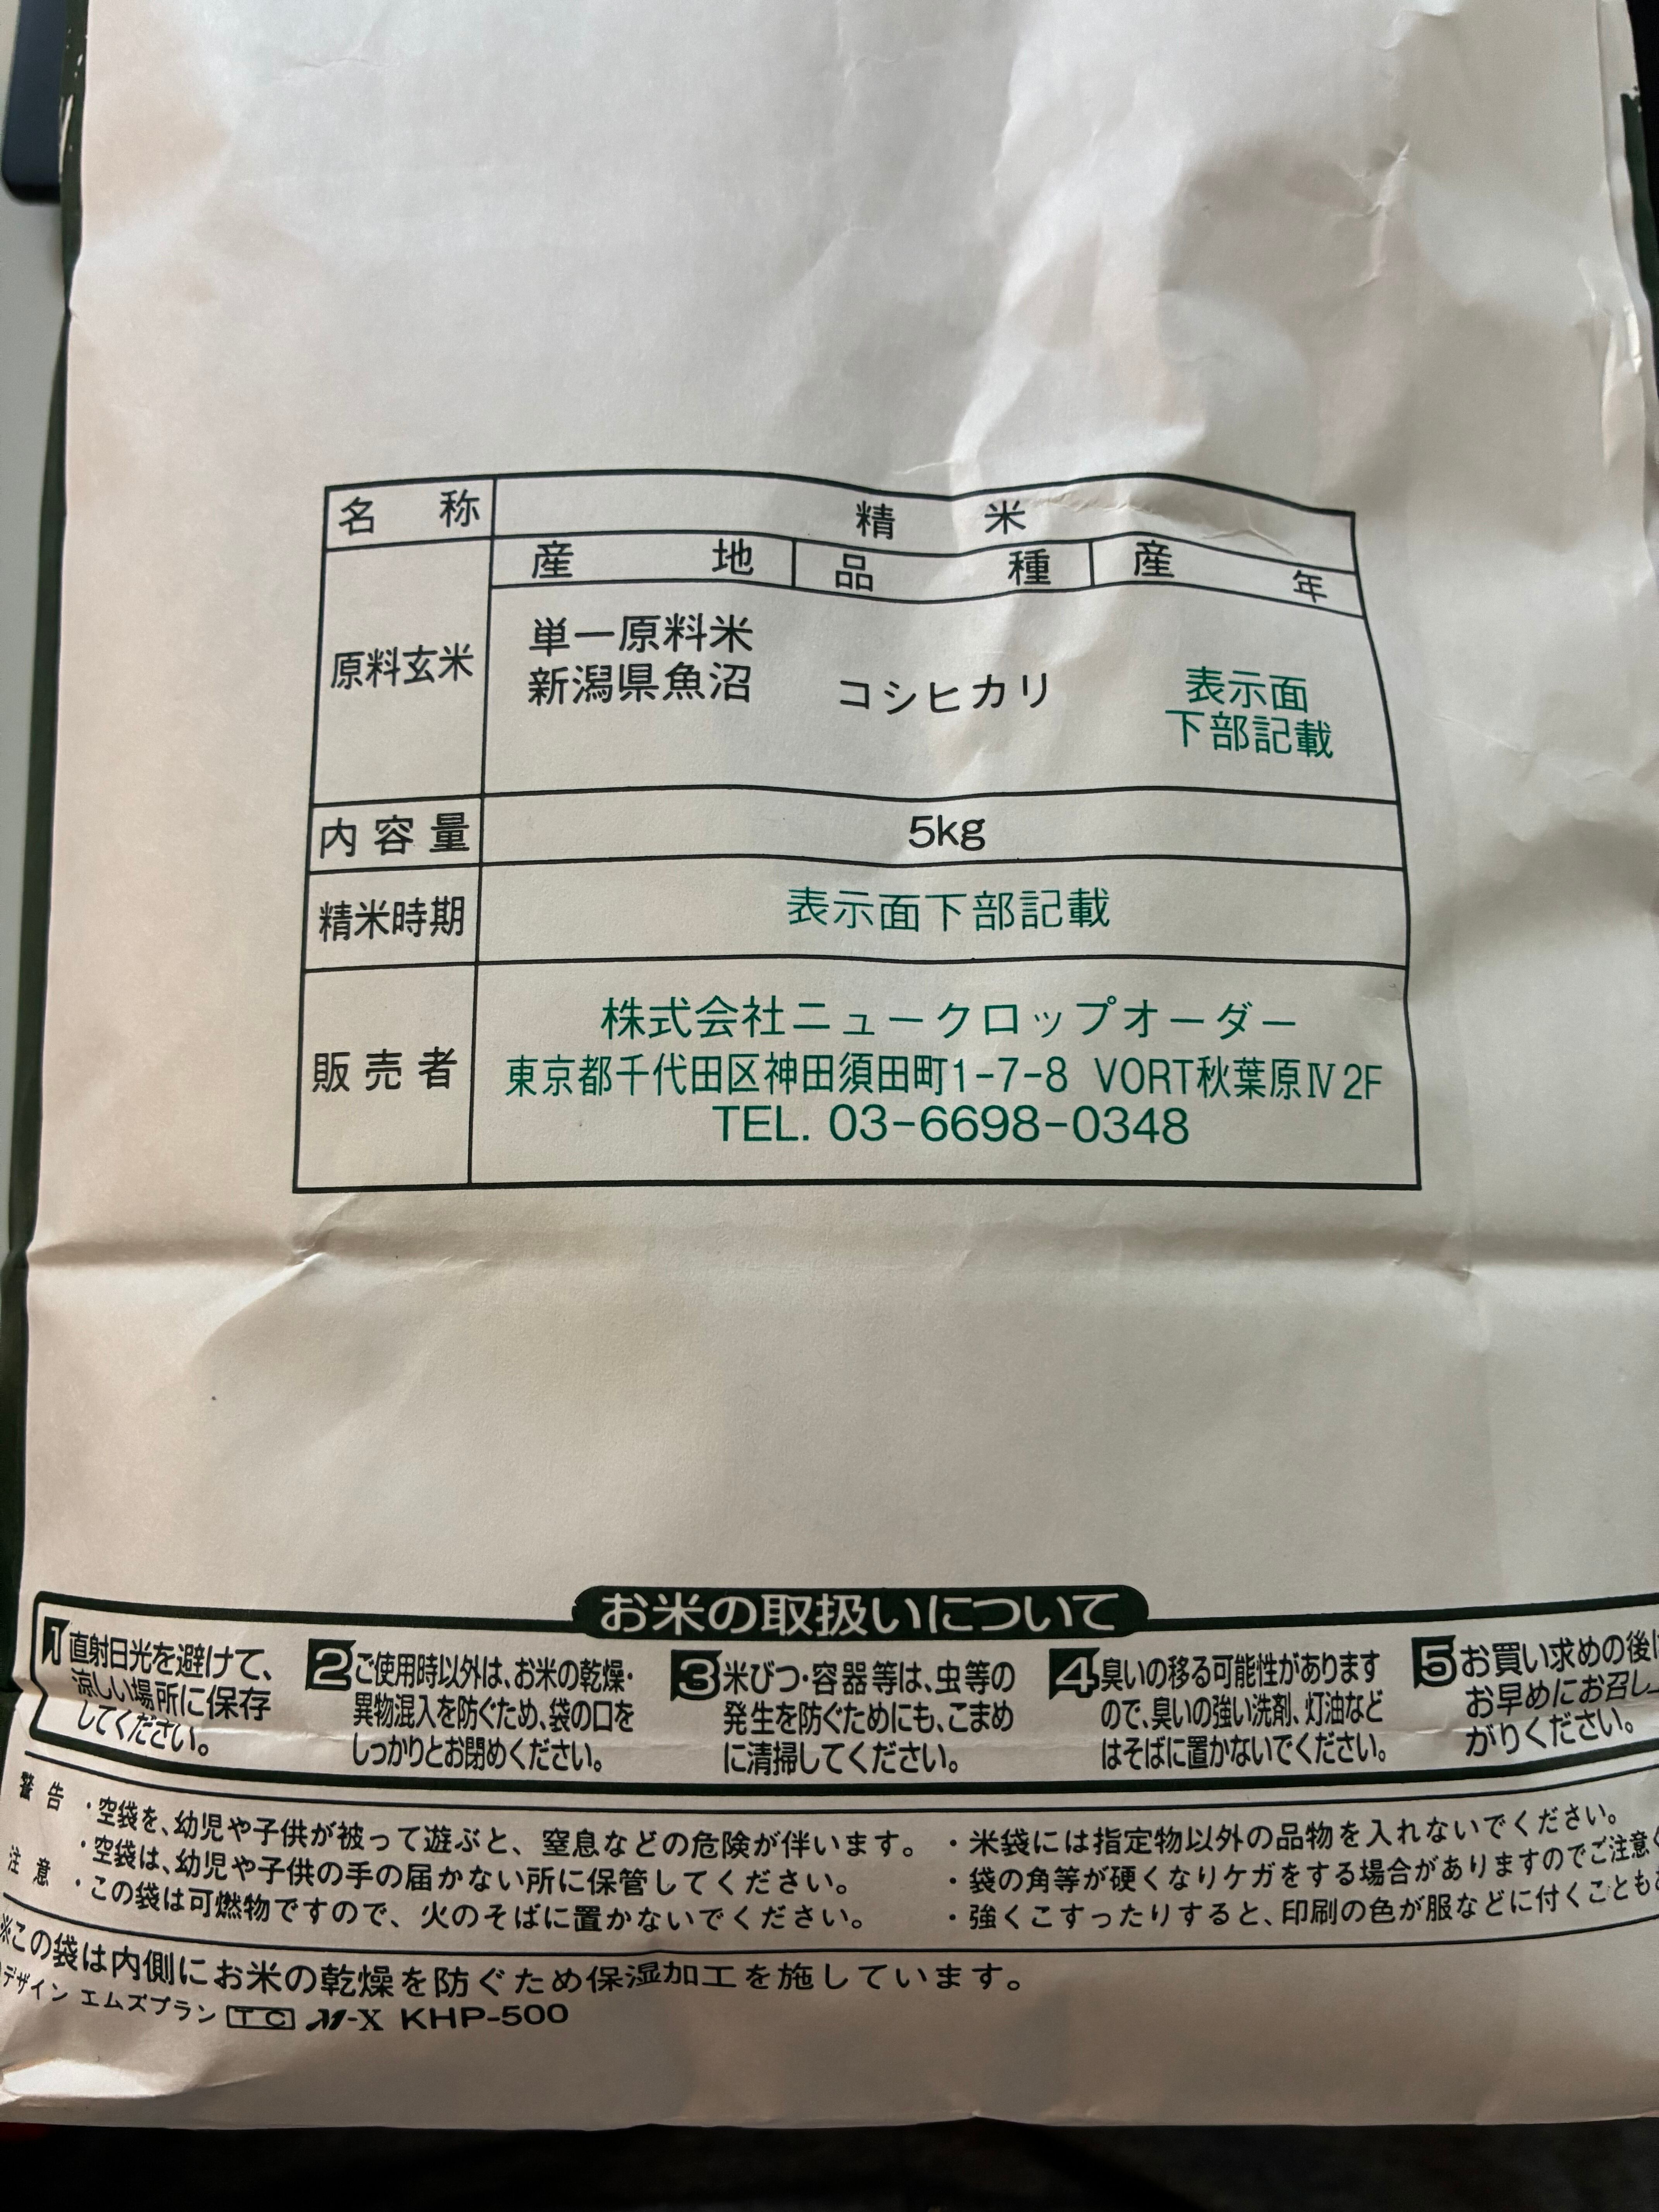 名称 精米
原料玄米 産地 品種 産年
単一原料米
新潟県魚沼 コシヒカリ 表示面
下部記載
内容量 5kg
精米時期 表示面下部記載
販売者 株式会社ニュークロップオーダー
東京都千代田区神田須田町1-7-8 VORT秋葉原Ⅳ2F
TEL. 03-6698-0348
お米の取扱いについて
1 直射日光を避けて、
涼しい場所に保存
してください。
2 ご使用時以外は、お米の乾燥・
異物混入を防ぐため、袋の口を
しっかりとお閉めください。
3 米びつ・容器等は、虫等の
発生を防ぐためにも、こまめ
に清掃してください。
4 臭いの移る可能性があります
ので、臭いの強い洗剤、灯油など
はそばに置かないでください。
5 お買い求めの後は
お早めにお召し上
がりください。
警告 ・空袋を、幼児や子供が被って遊ぶと、窒息などの危険が伴います。
・空袋は、幼児や子供の手の届かない所に保管してください。
注意 ・この袋は可燃物ですので、火のそばに置かないでください。
・米袋には指定物以外の品物を入れないでください。
・袋の角等が硬くなりケガをする場合がありますのでご注意く
・強くこすったりすると、印刷の色が服などに付くことも
※この袋は内側にお米の乾燥を防ぐため保湿加工を施しています。
デザイン エムズプラン TC M-X KHP-500